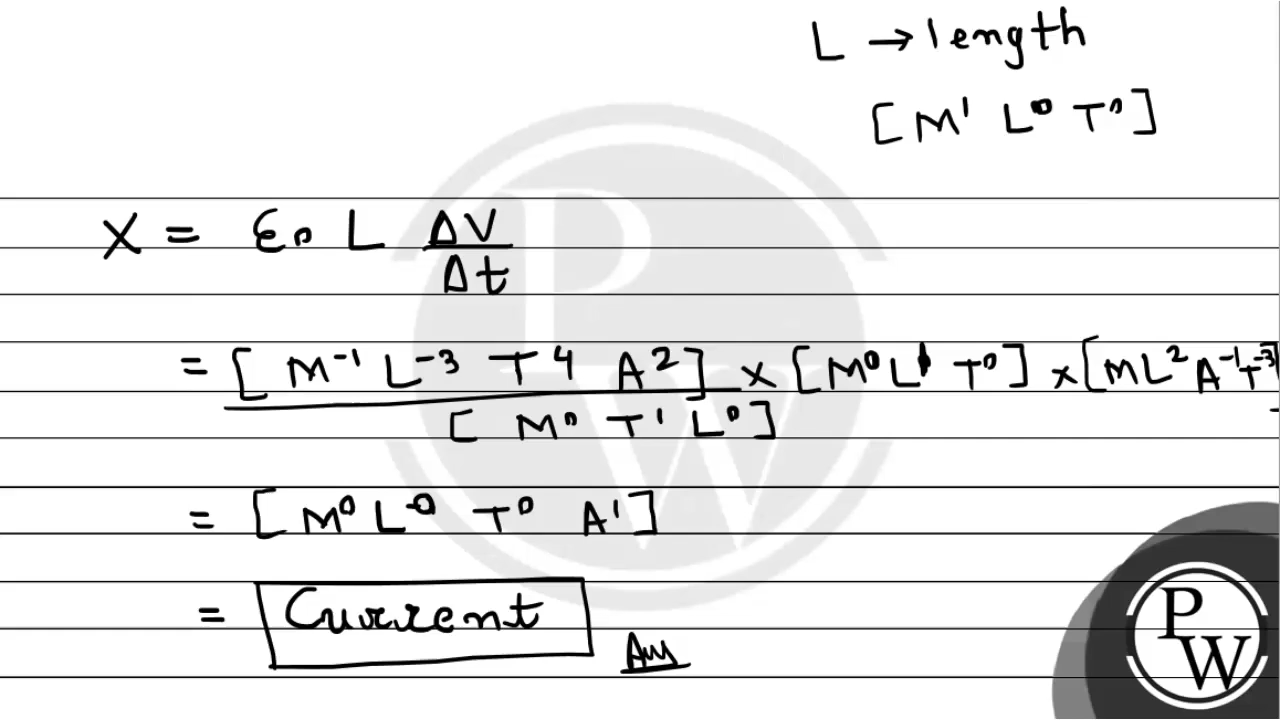 L → length
[M¹ L⁰ T⁰]
X = ε₀ L ΔV/Δt
= [M⁻¹ L⁻³ T⁴ A²] / [M⁰ T¹ L⁰] × [M⁰ L¹ T⁰] × [ML² A⁻¹ T⁻³]
= [M⁰ L⁰ T⁰ A¹]
= Current
Ans
P
W
P
W